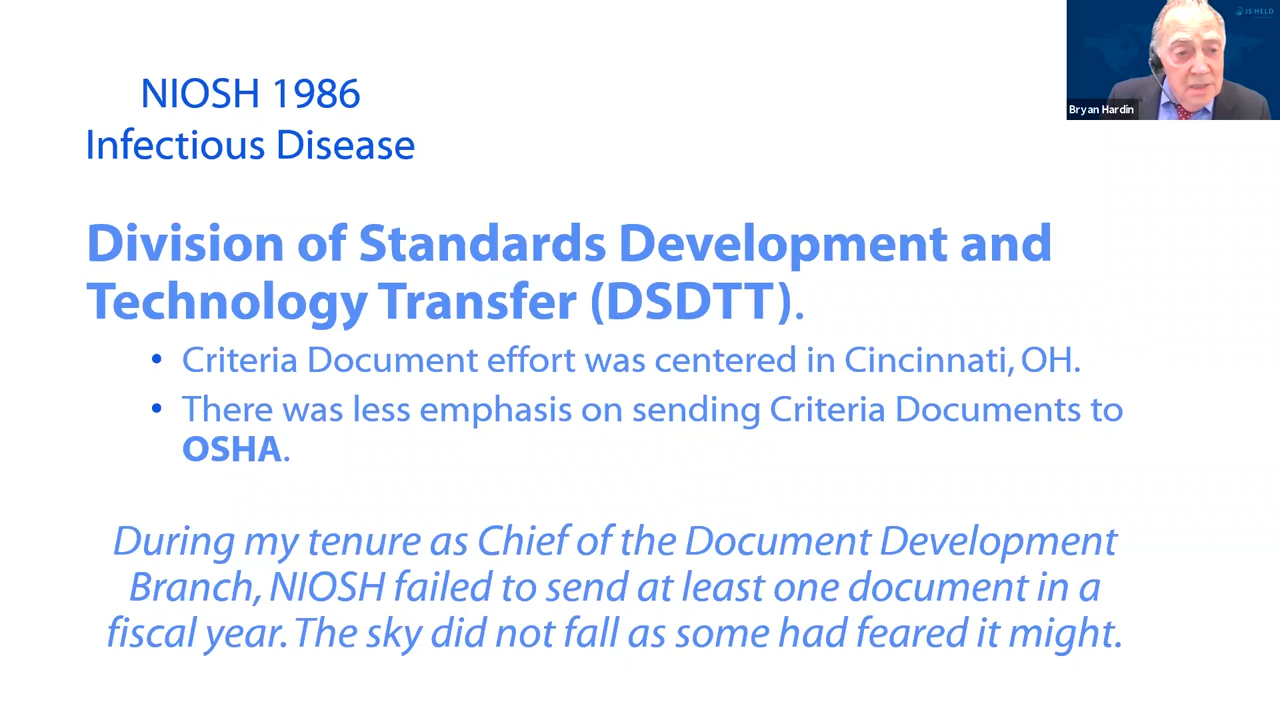 NIOSH 1986
Infectious Disease
JS HELD
Bryan Hardin
Division of Standards Development and
Technology Transfer (DSDTT).
• Criteria Document effort was centered in Cincinnati, OH.
• There was less emphasis on sending Criteria Documents to
OSHA.
During my tenure as Chief of the Document Development
Branch, NIOSH failed to send at least one document in a
fiscal year. The sky did not fall as some had feared it might.